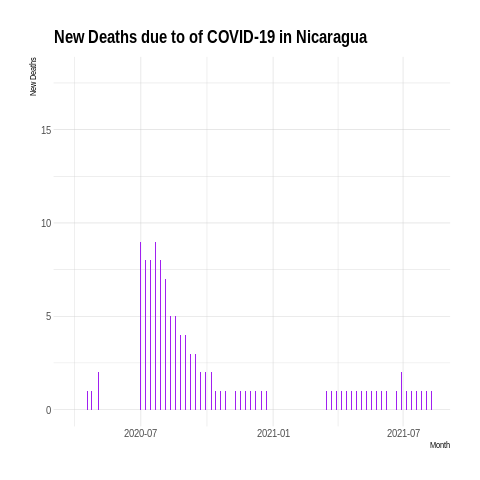 New Deaths due to of COVID-19 in Nicaragua
New Deaths
15
10
5
0
2020-07
2021-01
2021-07
Month